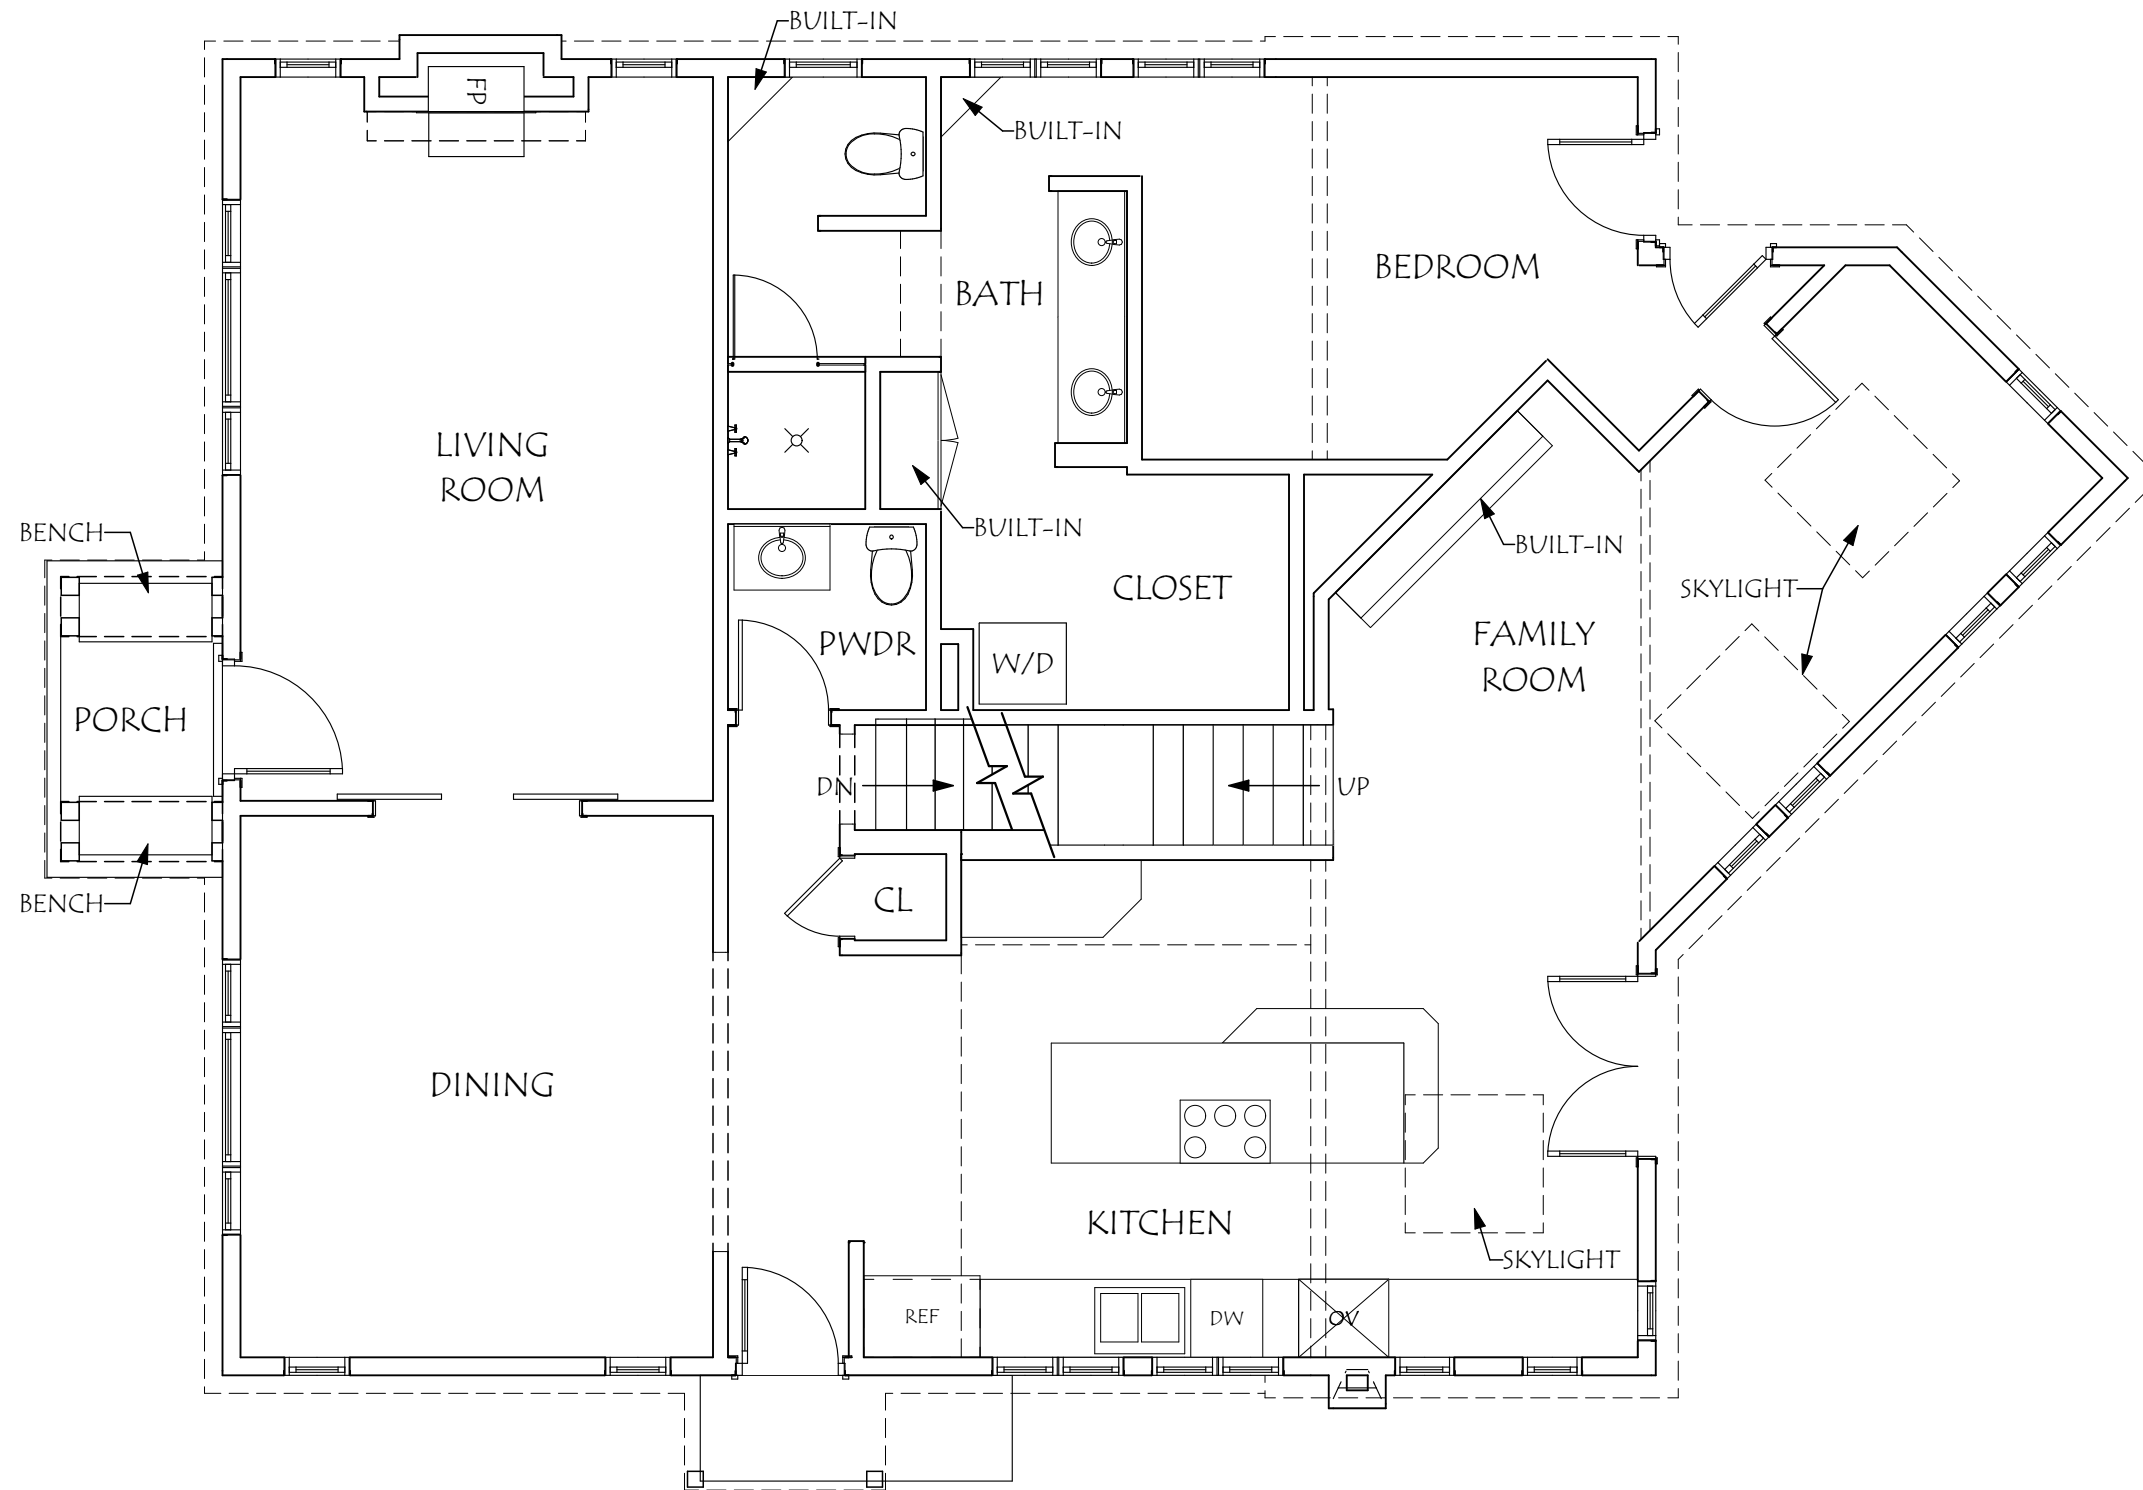 BUILT-IN
FP
BUILT-IN
BEDROOM
BATH
LIVING
ROOM
BENCH
BUILT-IN
BUILT-IN
CLOSET
SKYLIGHT
FAMILY
ROOM
PWDR
W/D
PORCH
DN
UP
BENCH
CL
DINING
KITCHEN
SKYLIGHT
REF
DW
OV